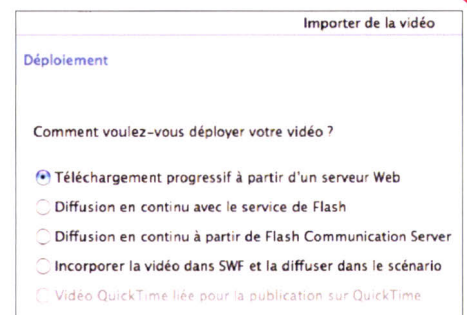 Importer de la vidéo
Déploiement
Comment voulez-vous déployer votre vidéo ?
Téléchargement progressif à partir d'un serveur Web
Diffusion en continu avec le service de Flash
Diffusion en continu à partir de Flash Communication Server
Incorporer la vidéo dans SWF et la diffuser dans le scénario
Vidéo QuickTime liée pour la publication sur QuickTime